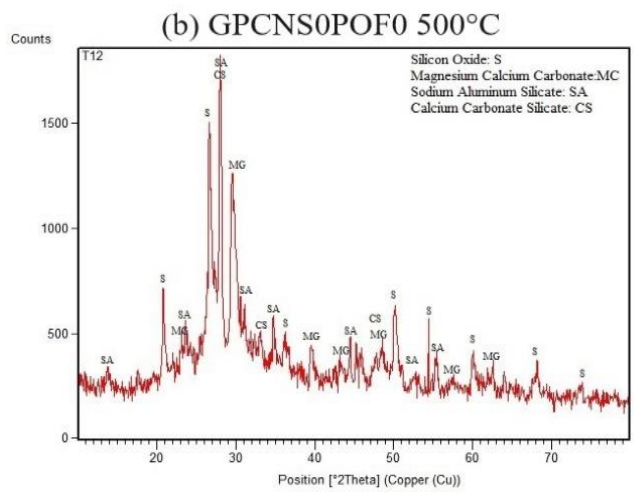 (b) GPCNS0POF0 500°C
Counts
T12
Silicon Oxide: S
Magnesium Calcium Carbonate:MC
Sodium Aluminum Silicate: SA
Calcium Carbonate Silicate: CS
SA
CS
S
MG
1500
1000
S
SA
SA
MG
CS
SA
S
500
MG
MG
SA
CS
MG
S
SA
S
SA
MG
S
MG
S
S
SA
0
20
30
40
50
60
70
Position [°2Theta] (Copper (Cu))